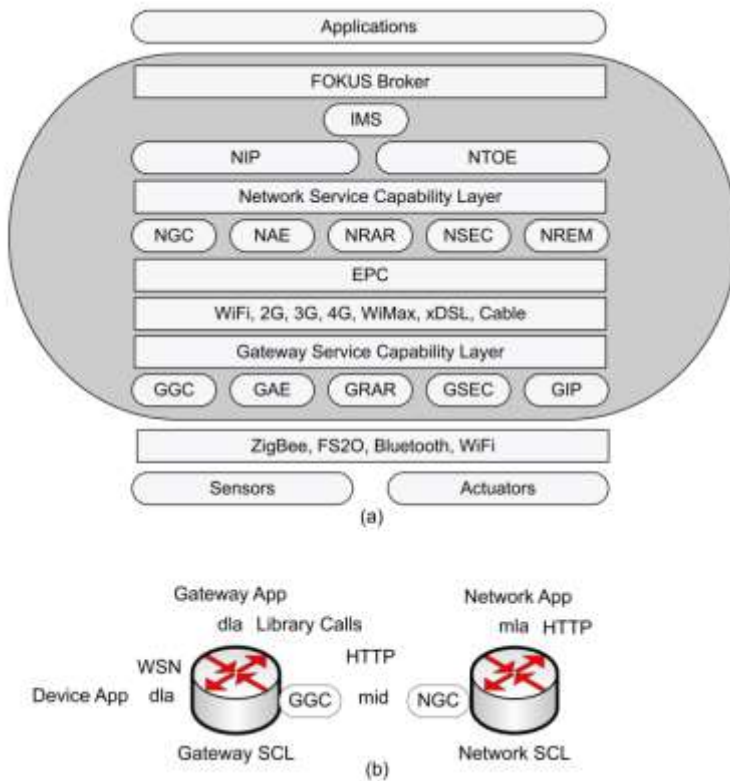 Applications
FOKUS Broker
IMS
NIP NTOE
Network Service Capability Layer
NGC NAE NRAR NSEC NREM
EPC
WiFi, 2G, 3G, 4G, WiMax, xDSL, Cable
Gateway Service Capability Layer
GGC GAE GRAR GSEC GIP
ZigBee, FS2O, Bluetooth, WiFi
Sensors Actuators
(a)
Gateway App Network App
dla Library Calls mla HTTP
HTTP
WSN
Device App dla GGC mid NGC
Gateway SCL Network SCL
(b)